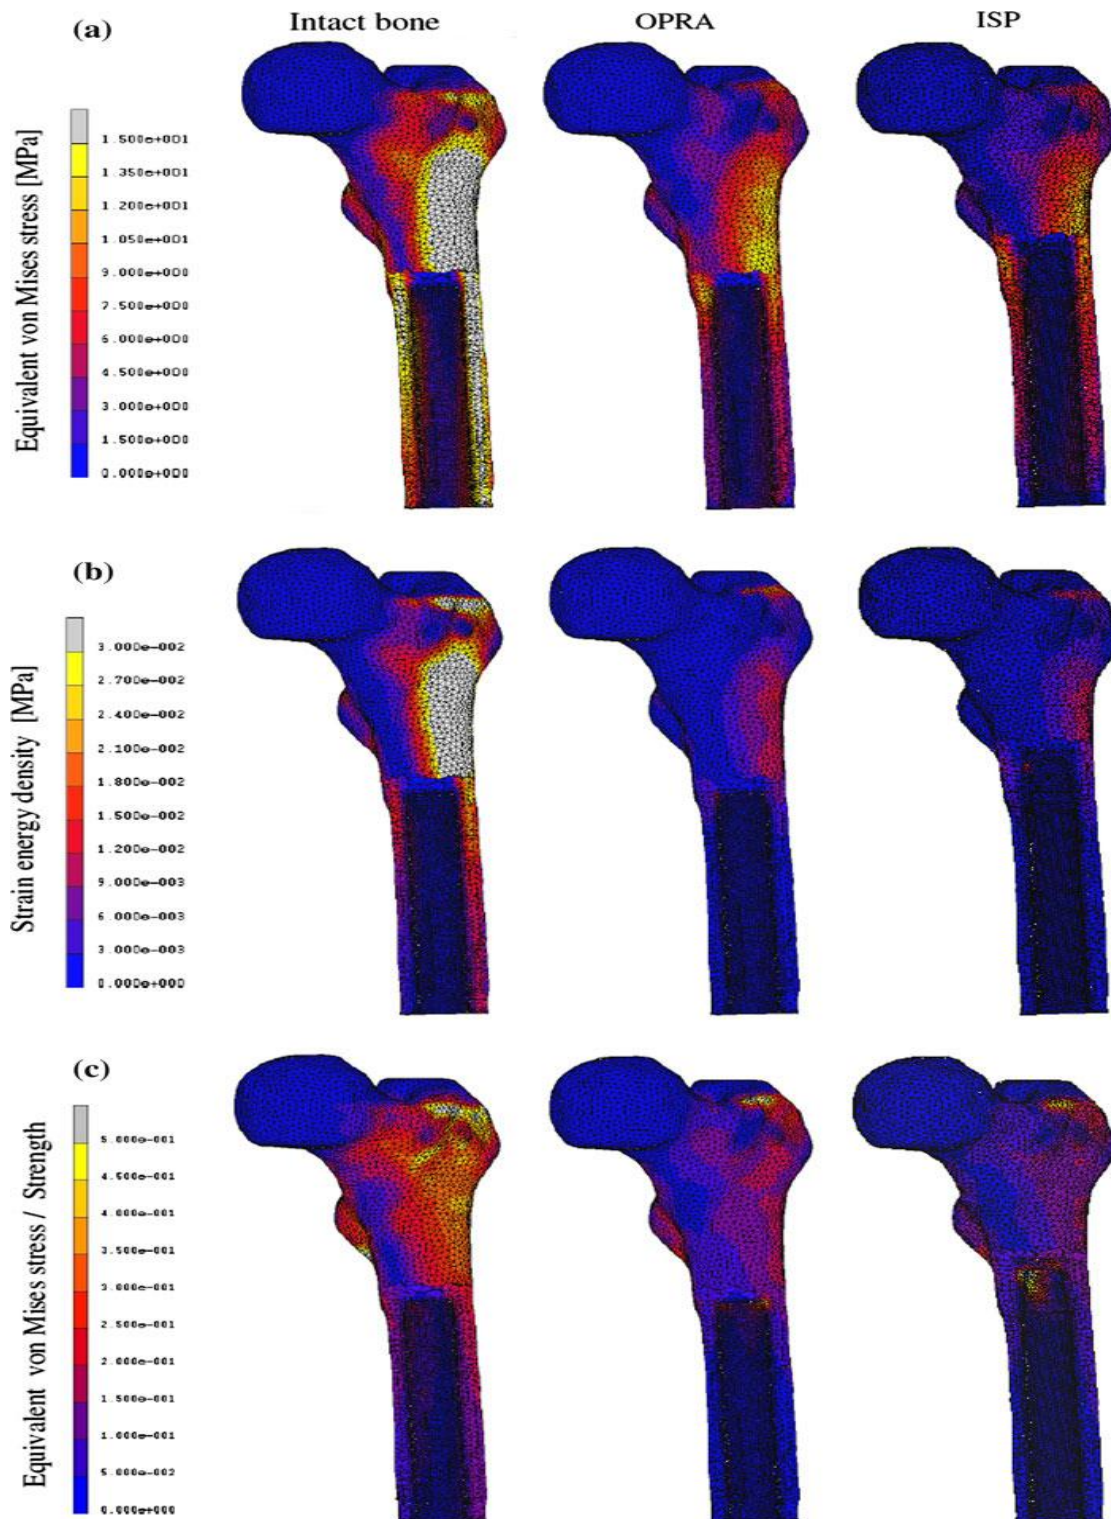 (a)
Intact bone
OPRA
ISP
Equivalent von Mises stress [MPa]
1.500e+001
1.350e+001
1.200e+001
1.050e+001
9.000e+000
7.500e+000
6.000e+000
4.500e+000
3.000e+000
1.500e+000
0.000e+000
(b)
Strain energy density [MPa]
3.000e-002
2.700e-002
2.400e-002
2.100e-002
1.800e-002
1.500e-002
1.200e-002
9.000e-003
6.000e-003
3.000e-003
0.000e+000
(c)
Equivalent von Mises stress / Strength
5.000e-001
4.500e-001
4.000e-001
3.500e-001
3.000e-001
2.500e-001
2.000e-001
1.500e-001
1.000e-001
5.000e-002
0.000e+000